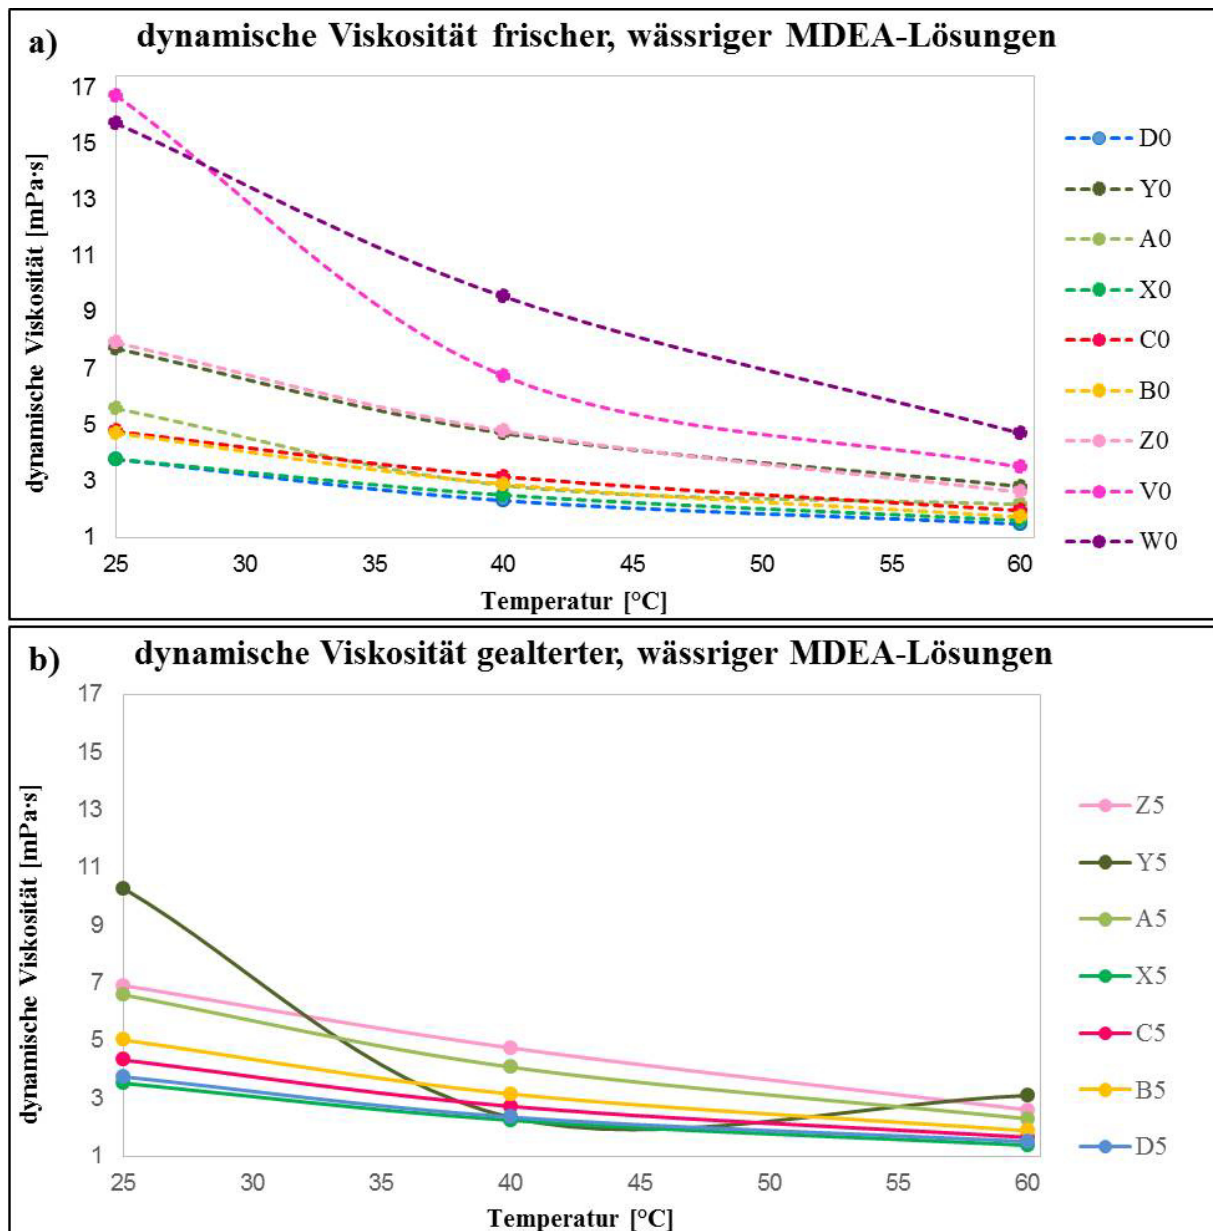 a) dynamische Viskosität frischer, wässriger MDEA-Lösungen
dynamische Viskosität [mPa·s]
17
15
13
11
9
7
5
3
1
25 30 35 40 45 50 55 60
Temperatur [°C]
D0
Y0
A0
X0
C0
B0
Z0
V0
W0
b) dynamische Viskosität gealterter, wässriger MDEA-Lösungen
dynamische Viskosität [mPa·s]
17
15
13
11
9
7
5
3
1
25 30 35 40 45 50 55 60
Temperatur [°C]
Z5
Y5
A5
X5
C5
B5
D5